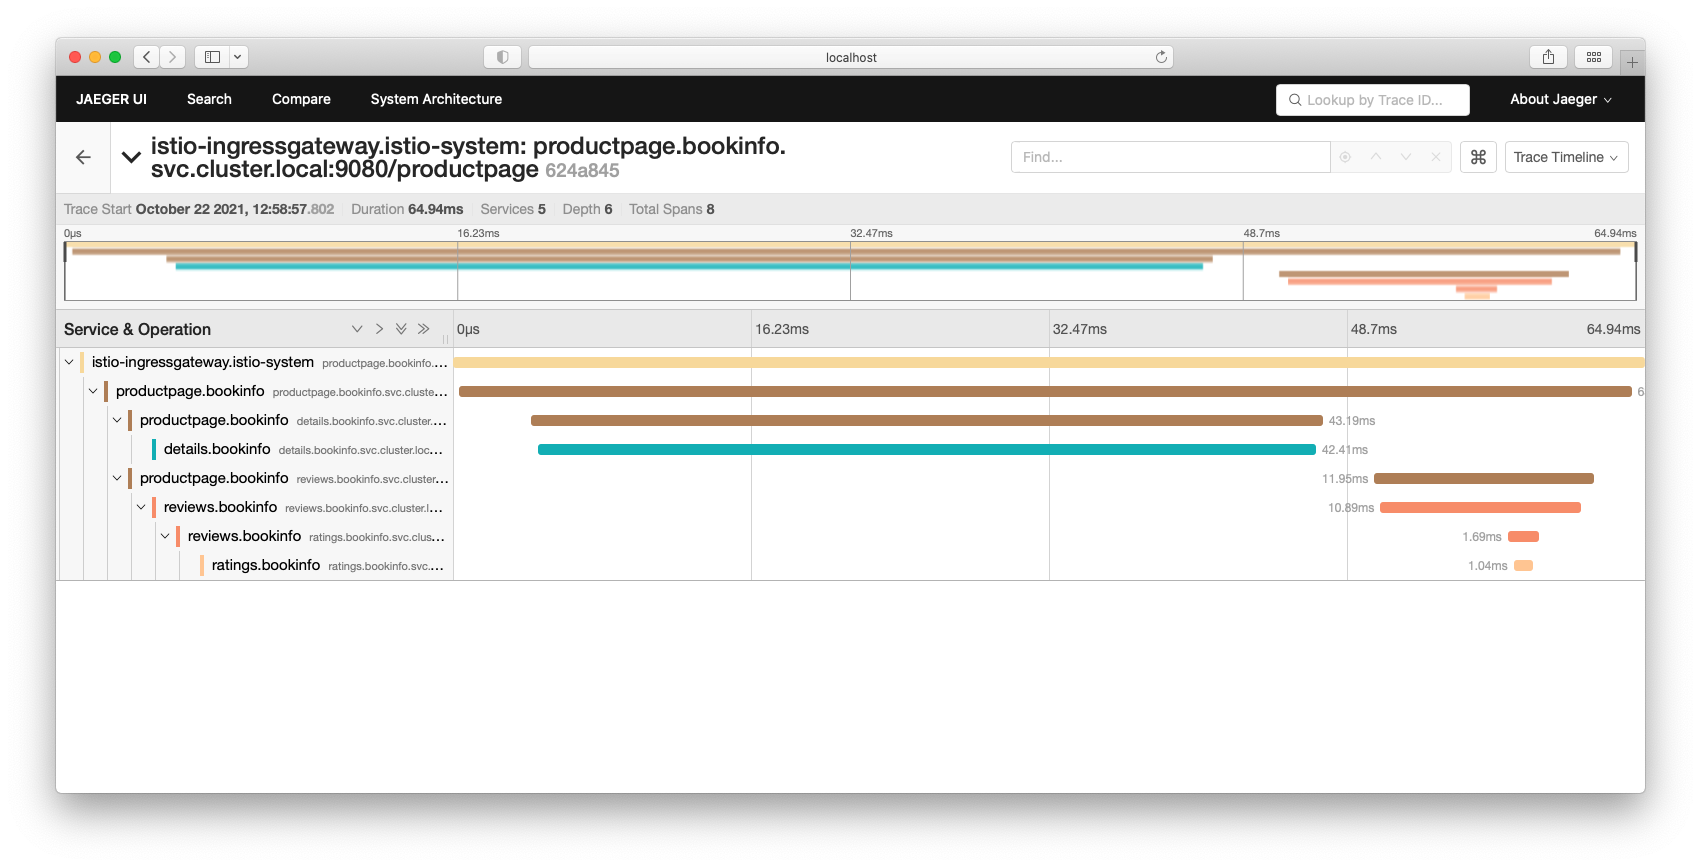 localhost
JAEGER UI Search Compare System Architecture Lookup by Trace ID... About Jaeger
istio-ingressgateway.istio-system: productpage.bookinfo.
svc.cluster.local:9080/productpage 624a845
Find... Trace Timeline
Trace Start October 22 2021, 12:58:57.802 Duration 64.94ms Services 5 Depth 6 Total Spans 8
0μs 16.23ms 32.47ms 48.7ms 64.94ms
Service & Operation 0μs 16.23ms 32.47ms 48.7ms 64.94ms
istio-ingressgateway.istio-system productpage.bookinfo....
productpage.bookinfo productpage.bookinfo.svc.cluste... 6
productpage.bookinfo details.bookinfo.svc.cluster.... 43.19ms
details.bookinfo details.bookinfo.svc.cluster.loc... 42.41ms
productpage.bookinfo reviews.bookinfo.svc.cluster... 11.95ms
reviews.bookinfo reviews.bookinfo.svc.cluster.l... 10.89ms
reviews.bookinfo ratings.bookinfo.svc.clus... 1.69ms
ratings.bookinfo ratings.bookinfo.svc.... 1.04ms